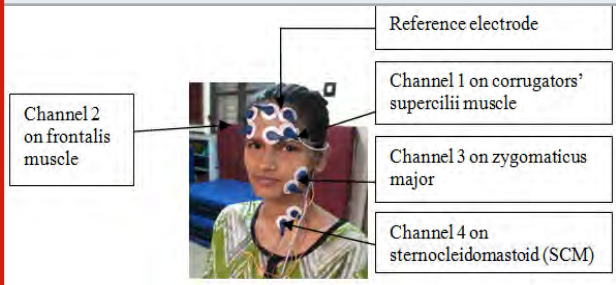 Reference electrode
Channel 1 on corrugators'
supercilii muscle
Channel 2
on frontalis
muscle
Channel 3 on zygomaticus
major
Channel 4 on
sternocleidomastoid (SCM)